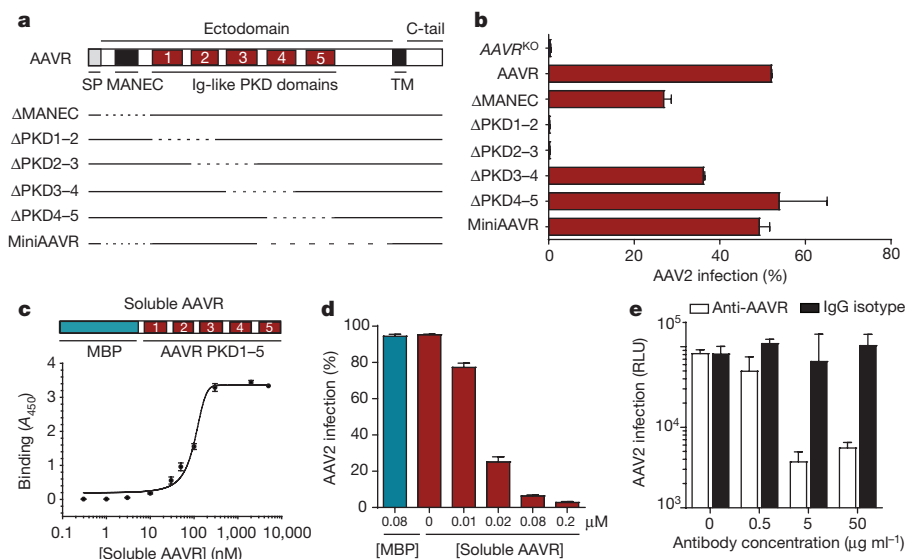 a
Ectodomain
C-tail
AAVR
1 2 3 4 5
SP MANEC Ig-like PKD domains TM
ΔMANEC
ΔPKD1–2
ΔPKD2–3
ΔPKD3–4
ΔPKD4–5
MiniAAVR
b
AAVRKO
AAVR
ΔMANEC
ΔPKD1–2
ΔPKD2–3
ΔPKD3–4
ΔPKD4–5
MiniAAVR
0 20 40 60 80
AAV2 infection (%)
c
Soluble AAVR
1 2 3 4 5
MBP AAVR PKD1–5
Binding (A450)
4
3
2
1
0
0.1 1 10 100 1,000 10,000
[Soluble AAVR] (nM)
d
AAV2 infection (%)
100
80
60
40
20
0
0.08 0 0.01 0.02 0.08 0.2 μM
[MBP] [Soluble AAVR]
e
Anti-AAVR IgG isotype
AAV2 infection (RLU)
10^5
10^4
10^3
0 0.5 5 50
Antibody concentration (μg ml–1)